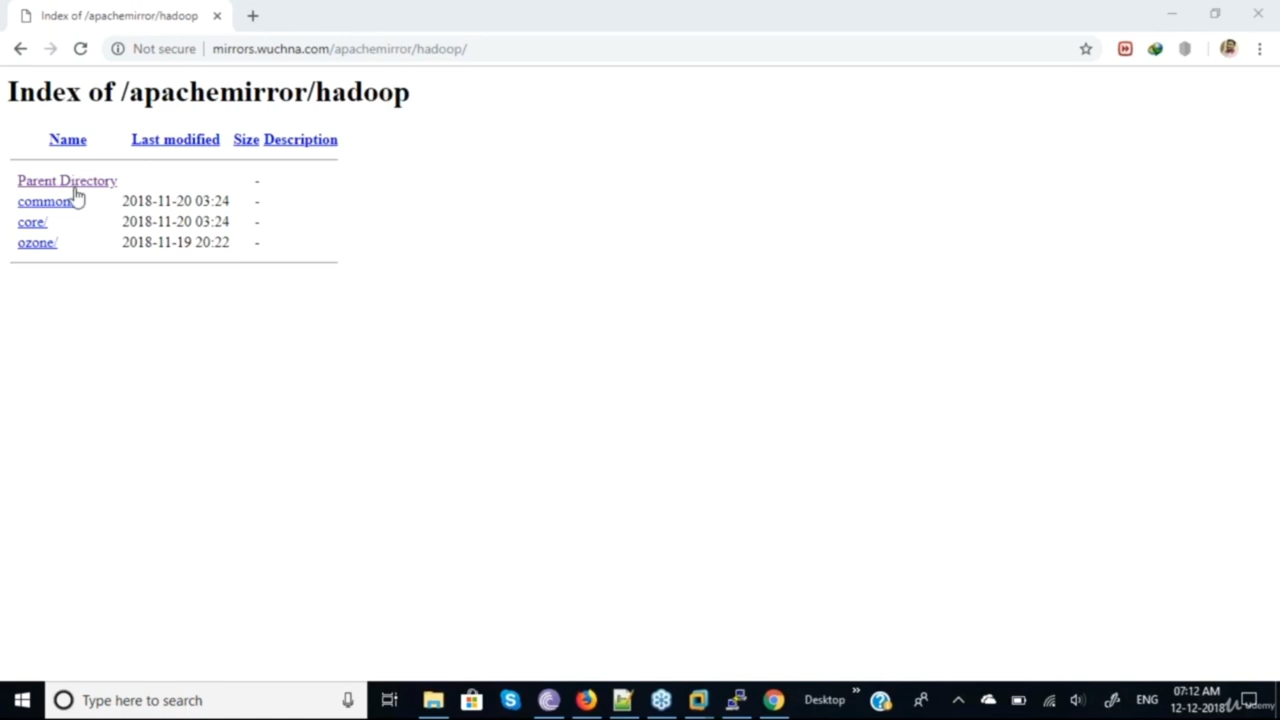 Index of /apachemirror/hadoop
Not secure | mirrors.wuchna.com/apachemirror/hadoop/
Index of /apachemirror/hadoop
Name Last modified Size Description
Parent Directory -
common 2018-11-20 03:24 -
core/ 2018-11-20 03:24 -
ozone/ 2018-11-19 20:22 -
Type here to search
Desktop
ENG
07:12 AM
12-12-2018
Udemy